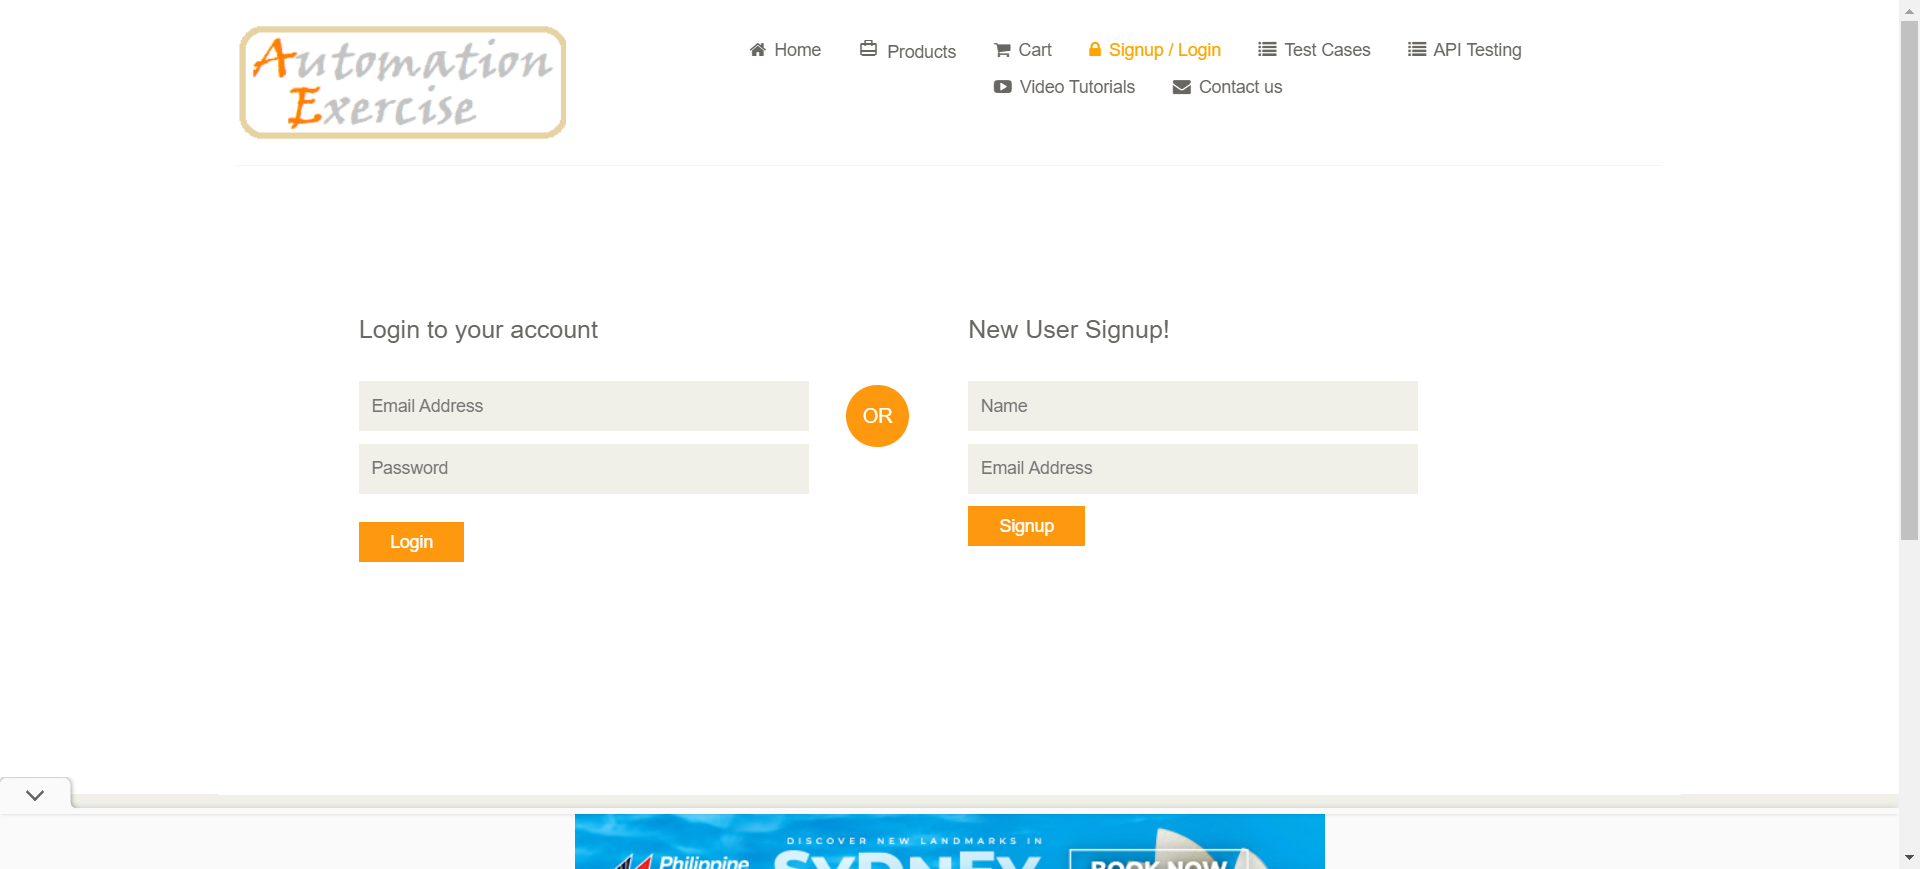 Automation
Exercise
Home
Products
Cart
Signup / Login
Test Cases
API Testing
Video Tutorials
Contact us
Login to your account
Email Address
Password
Login
OR
New User Signup!
Name
Email Address
Signup
DISCOVER NEW LANDMARKS IN
SYDNEY
Philippine
BOOK NOW